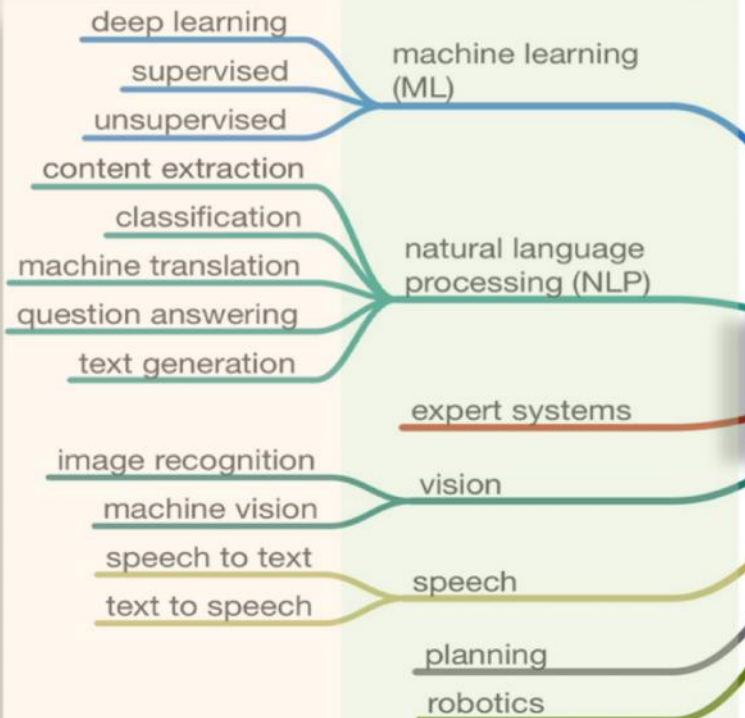 deep learning
supervised
unsupervised
machine learning
(ML)
content extraction
classification
machine translation
question answering
text generation
natural language
processing (NLP)
expert systems
image recognition
machine vision
vision
speech to text
text to speech
speech
planning
robotics